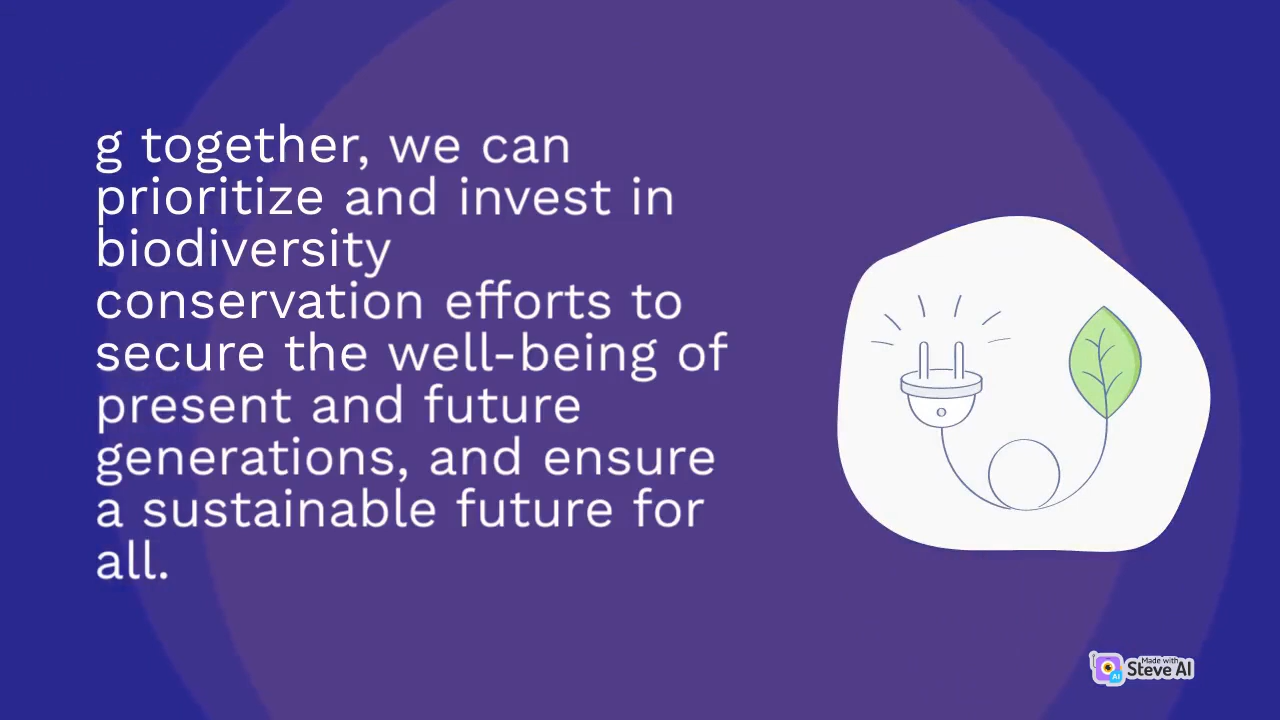 g together, we can
prioritize and invest in
biodiversity
conservation efforts to
secure the well-being of
present and future
generations, and ensure
a sustainable future for
all.
Made with
Steve AI
AI